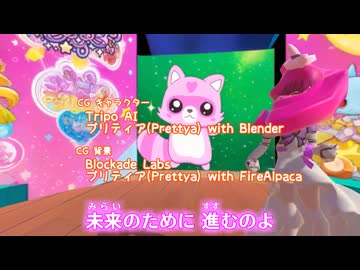 CG キャラクター
Tripo AI
プリティア(Prettya) with Blender
CG 背景
Blockade Labs
プリティア(Prettya) with FireAlpaca
みらい すす
未来のために 進むのよ